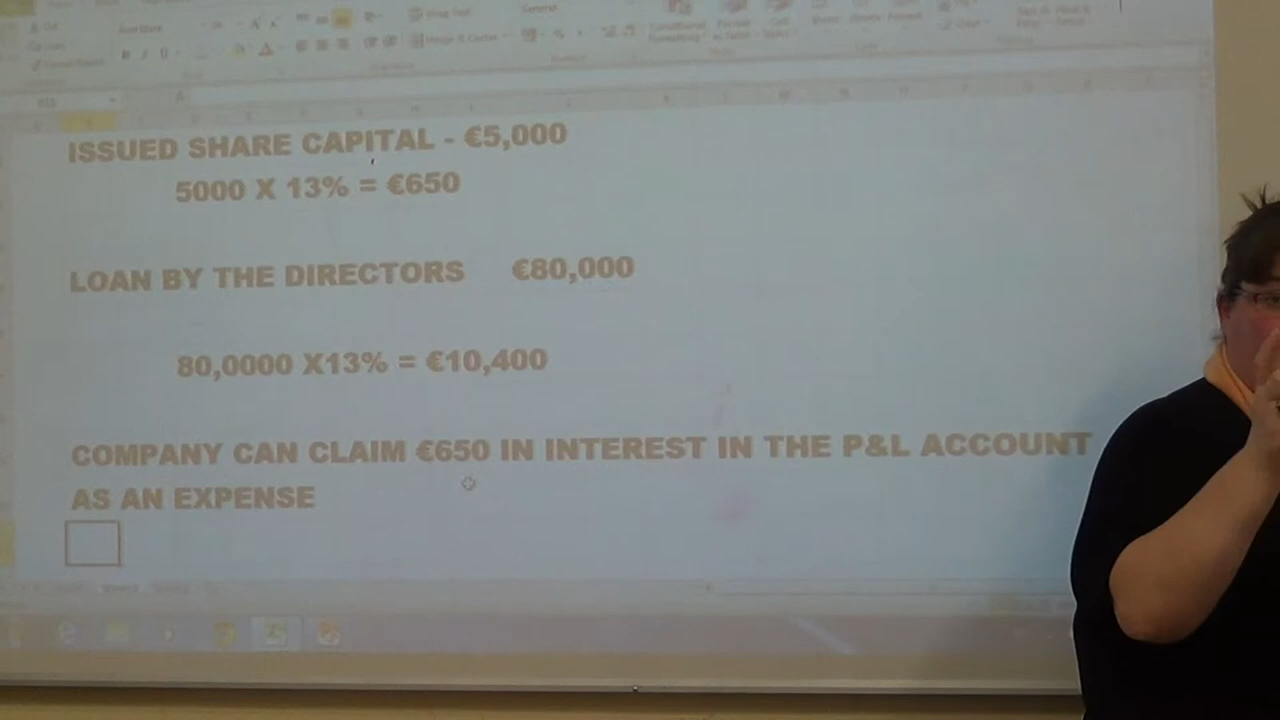 ISSUED SHARE CAPITAL - €5,000
5000 X 13% = €650
LOAN BY THE DIRECTORS €80,000
80,0000 X13% = €10,400
COMPANY CAN CLAIM €650 IN INTEREST IN THE P&L ACCOUNT
AS AN EXPENSE